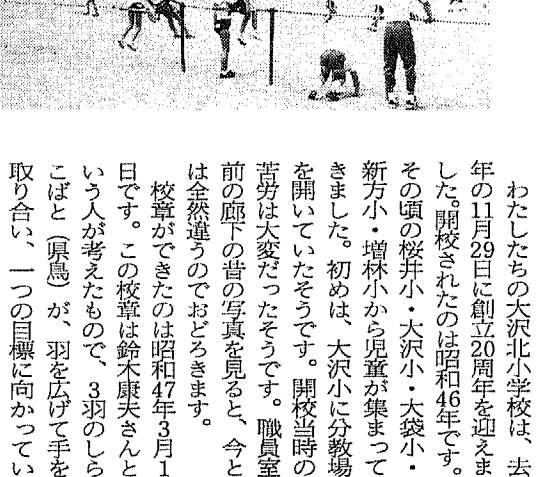 わたしたちの大沢北小学校は、去
年の11月29日に創立20周年を迎えま
した。開校されたのは昭和46年です。
その頃の桜井小・大沢小・大袋小・
新方小・増林小から児童が集まって
きました。初めは、大沢小に分教場
を開いていたそうです。開校当時の
苦労は大変だったそうです。職員室
前の廊下の昔の写真を見ると、今と
は全然違うのでおどろきます。
校章ができたのは昭和47年3月1
日です。この校章は鈴木康夫さんと
いう人が考えたもので、3羽のしら
こばと（県鳥）が、羽を広げて手を
取り合い、一つの目標に向かってい